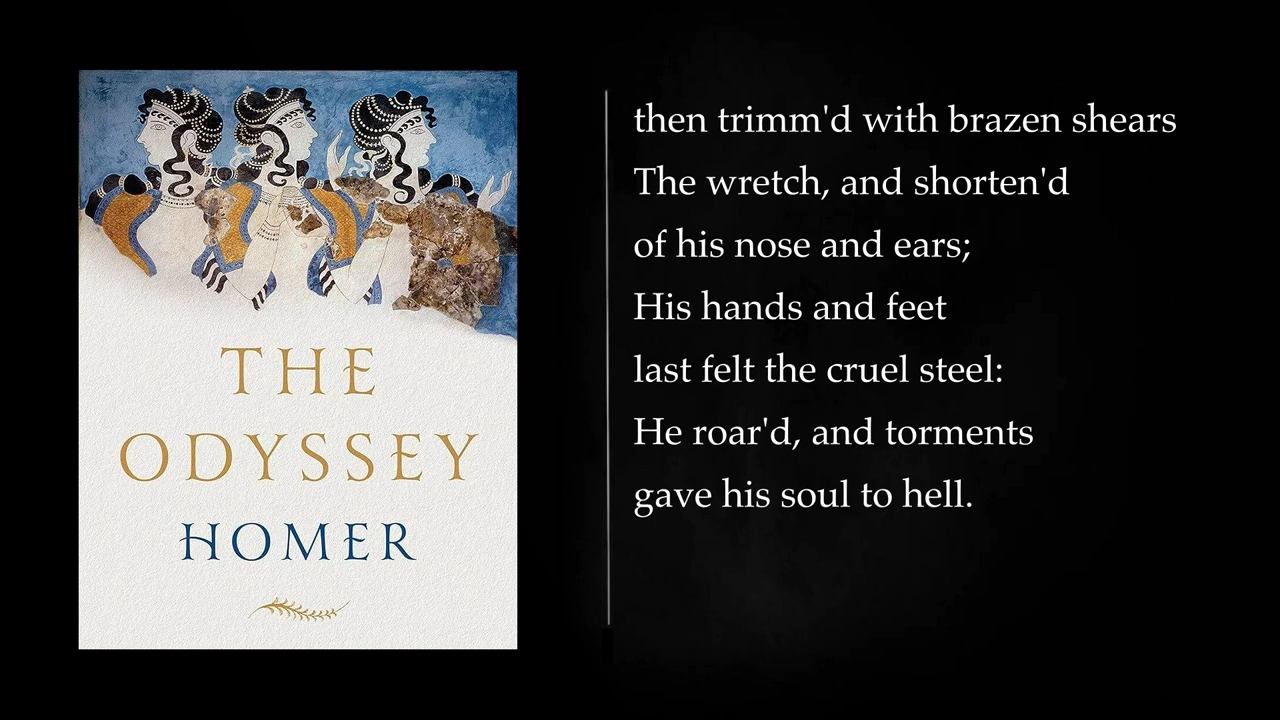 THE
ODYSSEY
HOMER
then trimm'd with brazen shears
The wretch, and shorten'd
of his nose and ears;
His hands and feet
last felt the cruel steel:
He roar'd, and torments
gave his soul to hell.